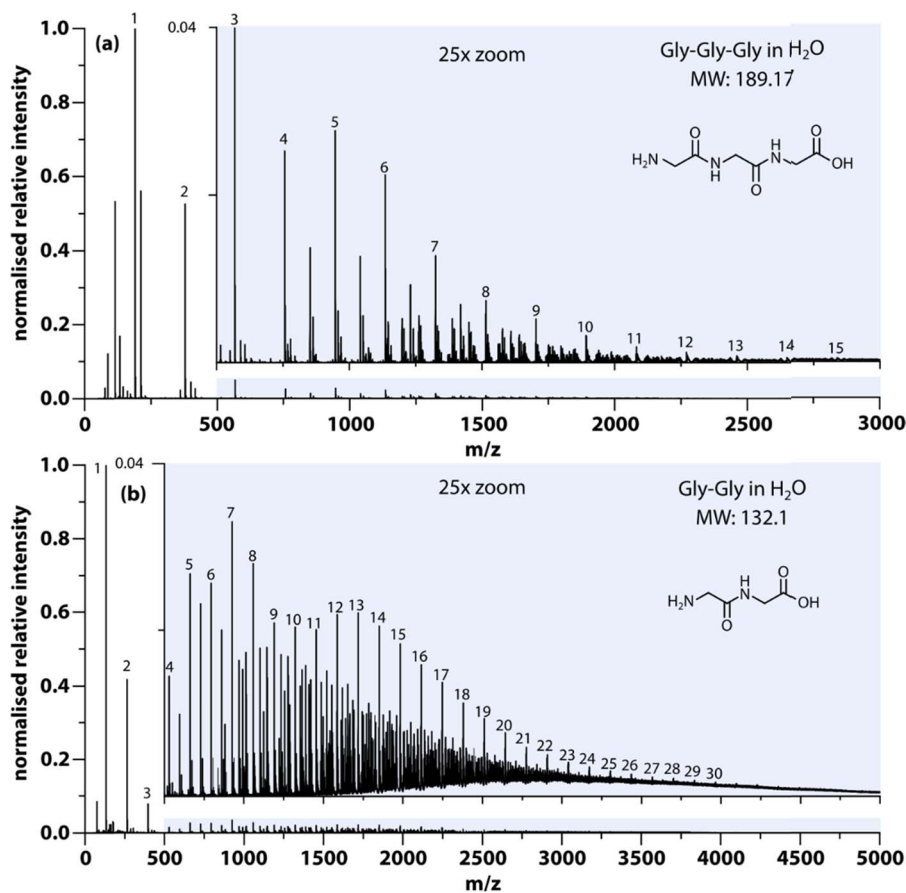 1
0.04
3
1.0
(a)
25x zoom
Gly-Gly-Gly in H2O
MW: 189.17
normalised relative intensity
0.8
5
4
0.6
6
2
O
H
N
O
H2N
N
H
O
OH
0.4
7
8
9
0.2
10
11
12
13
14
15
0.0
0
500
1000
1500
2000
2500
3000
m/z
1.0
1
0.04
(b)
25x zoom
Gly-Gly in H2O
MW: 132.1
normalised relative intensity
7
0.8
5
6
8
0.6
9
10
11
12
13
14
15
H
N
O
H2N
O
OH
2
4
16
0.4
17
18
19
20
21
22
23
24
25
26
27
28
29
30
0.2
3
0.0
0
500
1000
1500
2000
2500
3000
3500
4000
4500
5000
m/z